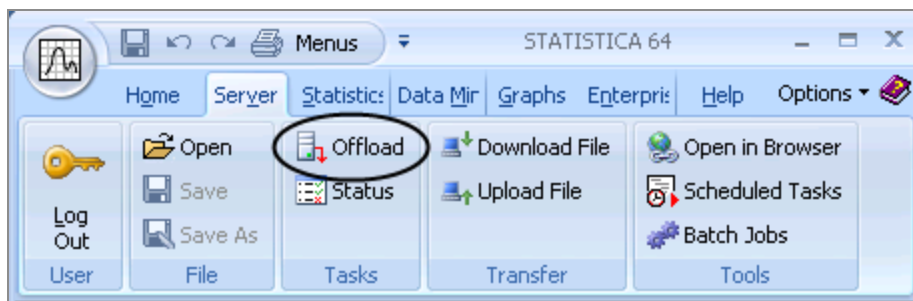 Menus STATISTICA 64
Home Server Statistics Data Mir Graphs Enterpris Help Options
Open Offload Download File Open in Browser
Save Status Upload File Scheduled Tasks
Log Out Save As Batch Jobs
User File Tasks Transfer Tools